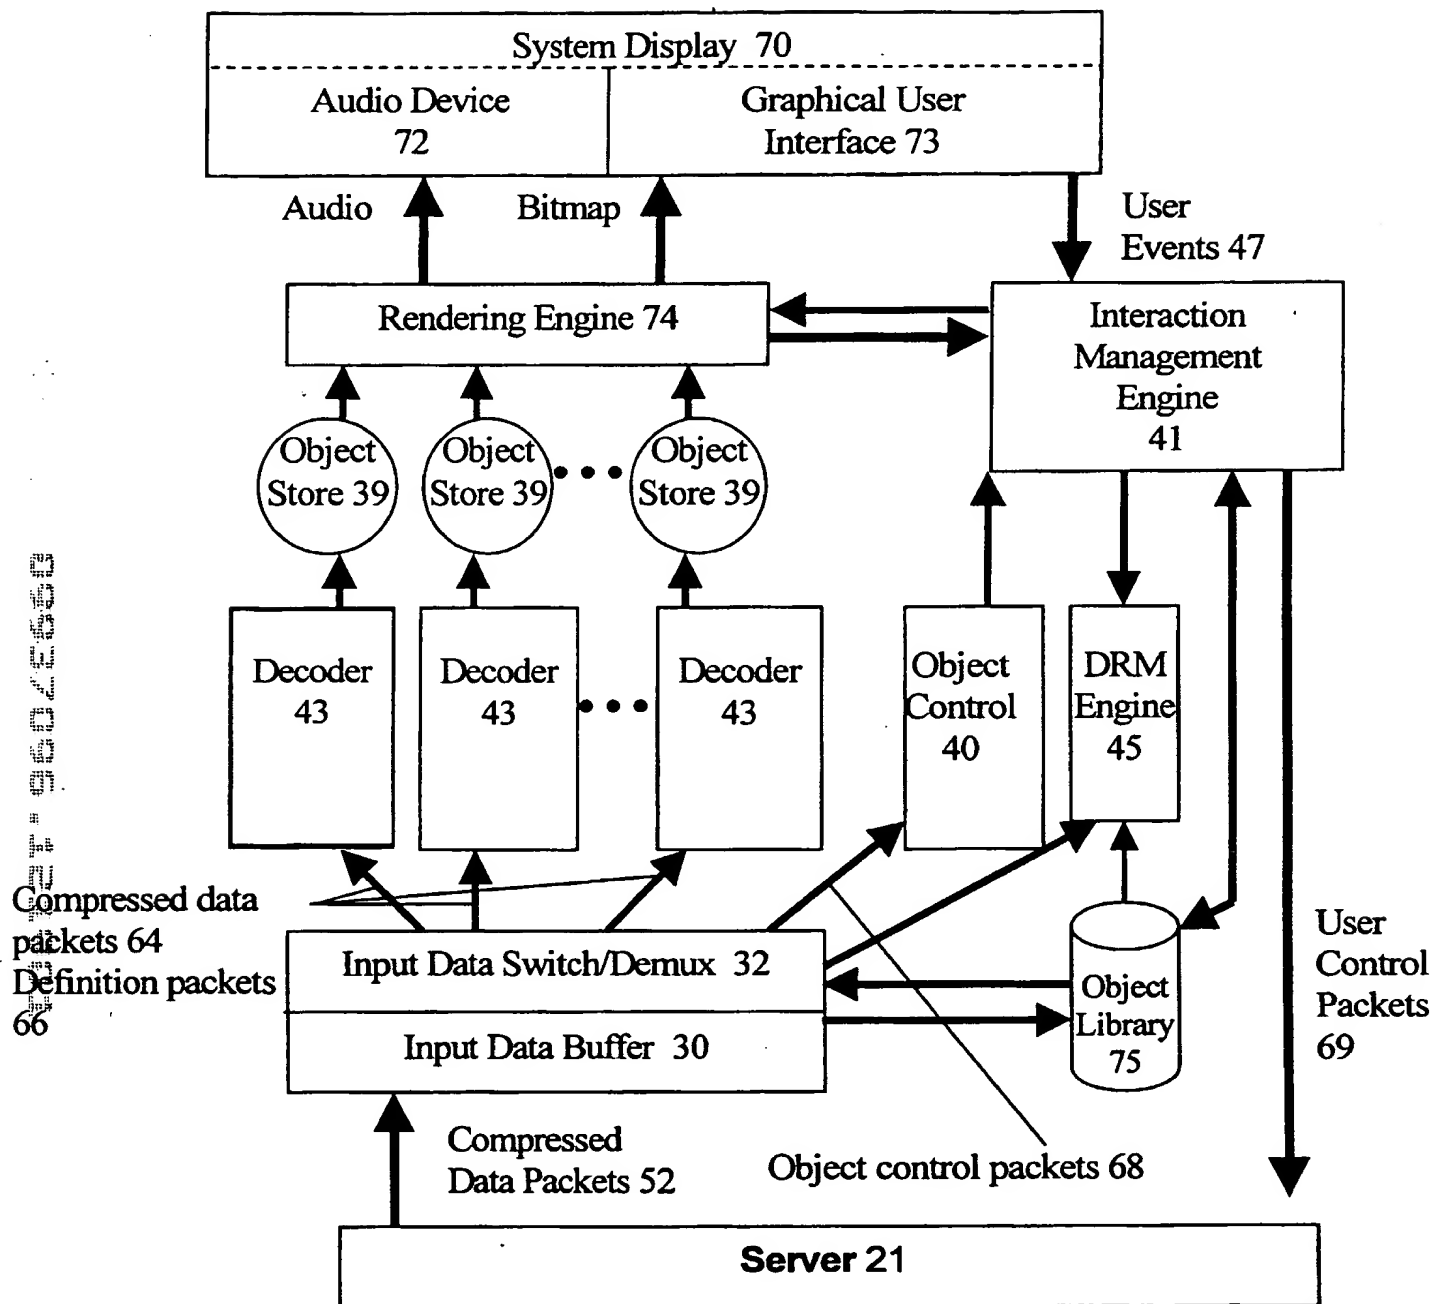 System Display 70
Audio Device
72
Graphical User
Interface 73
Audio
Bitmap
User
Events 47
Rendering Engine 74
Interaction
Management
Engine
41
Object
Store 39
Object
Store 39
Object
Store 39
Decoder
43
Decoder
43
Decoder
43
Object
Control
40
DRM
Engine
45
Compressed data
packets 64
Definition packets
66
Input Data Switch/Demux 32
Input Data Buffer 30
Object
Library
75
User
Control
Packets
69
Compressed
Data Packets 52
Object control packets 68
Server 21